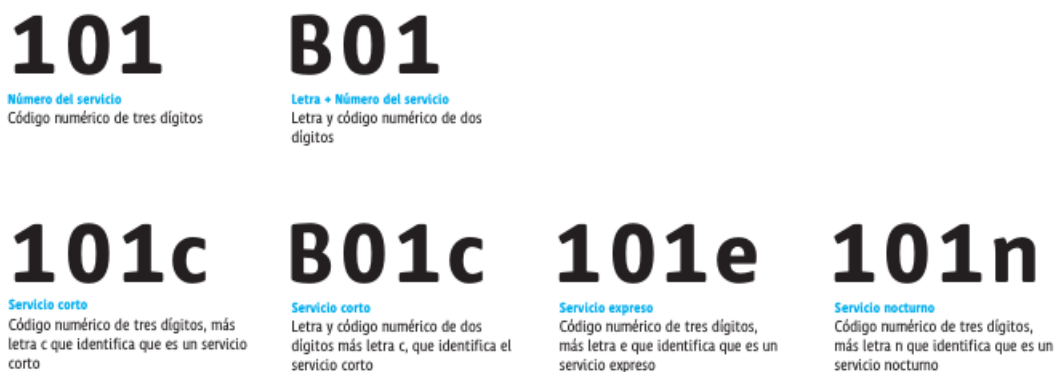 101
Número del servicio
Código numérico de tres dígitos
B01
Letra + Número del servicio
Letra y código numérico de dos
dígitos
101c
Servicio corto
Código numérico de tres dígitos, más
letra c que identifica que es un servicio
corto
B01c
Servicio corto
Letra y código numérico de dos
dígitos más letra c, que identifica el
servicio corto
101e
Servicio expreso
Código numérico de tres dígitos,
más letra e que identifica que es un
servicio expreso
101n
Servicio nocturno
Código numérico de tres dígitos,
más letra n que identifica que es un
servicio nocturno